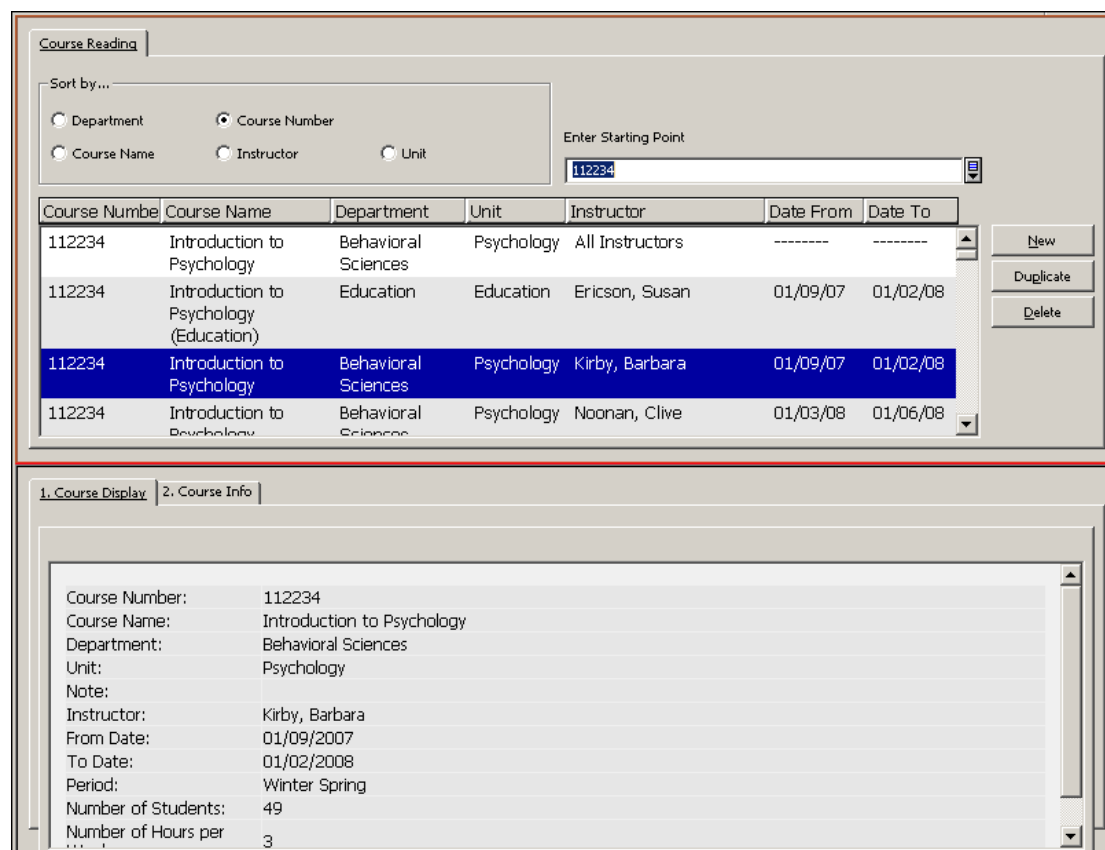 Course Reading
Sort by...
Department Course Number
Course Name Instructor Unit
Enter Starting Point
112234
Course Numbe Course Name Department Unit Instructor Date From Date To
112234 Introduction to Behavioral Psychology All Instructors -------- --------
Psychology Sciences
112234 Introduction to Education Education Ericson, Susan 01/09/07 01/02/08
Psychology
(Education)
112234 Introduction to Behavioral Psychology Kirby, Barbara 01/09/07 01/02/08
Psychology Sciences
112234 Introduction to Behavioral Psychology Noonan, Clive 01/03/08 01/06/08
Psychology Sciences
New
Duplicate
Delete
1. Course Display 2. Course Info
Course Number: 112234
Course Name: Introduction to Psychology
Department: Behavioral Sciences
Unit: Psychology
Note:
Instructor: Kirby, Barbara
From Date: 01/09/2007
To Date: 01/02/2008
Period: Winter Spring
Number of Students: 49
Number of Hours per 3